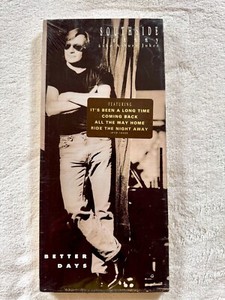 SOUTHSIDE
FEATURING
IT'S BEEN A LONG TIME
COMING BACK
ALL THE WAY HOME
RIDE THE NIGHT AWAY
BETTER
DAYS